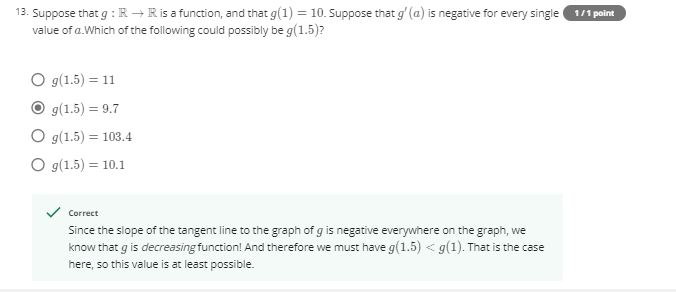 13. Suppose that g : ℝ → ℝ is a function, and that g(1) = 10. Suppose that g′(a) is negative for every single 1 / 1 point
value of a.Which of the following could possibly be g(1.5)?
g(1.5) = 11
g(1.5) = 9.7
g(1.5) = 103.4
g(1.5) = 10.1
Correct
Since the slope of the tangent line to the graph of g is negative everywhere on the graph, we
know that g is decreasing function! And therefore we must have g(1.5) < g(1). That is the case
here, so this value is at least possible.